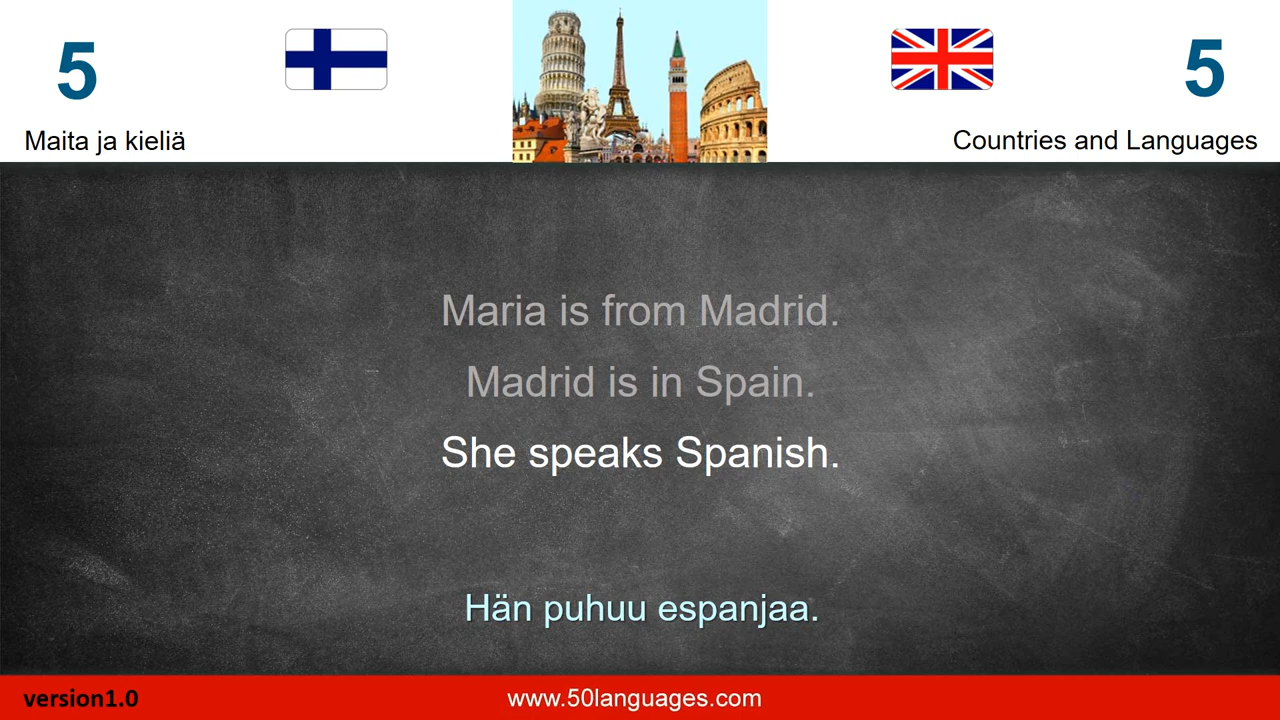 5
5
Maita ja kieliä
Countries and Languages
Maria is from Madrid.
Madrid is in Spain.
She speaks Spanish.
Hän puhuu espanjaa.
version1.0
www.50languages.com